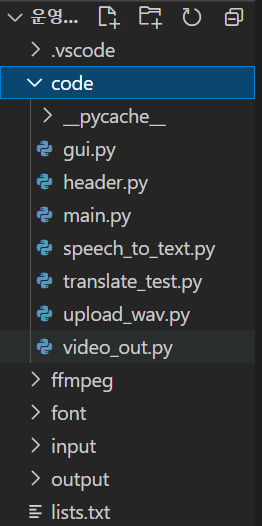 운영...
.vscode
code
__pycache__
gui.py
header.py
main.py
speech_to_text.py
translate_test.py
upload_wav.py
video_out.py
ffmpeg
font
input
output
lists.txt